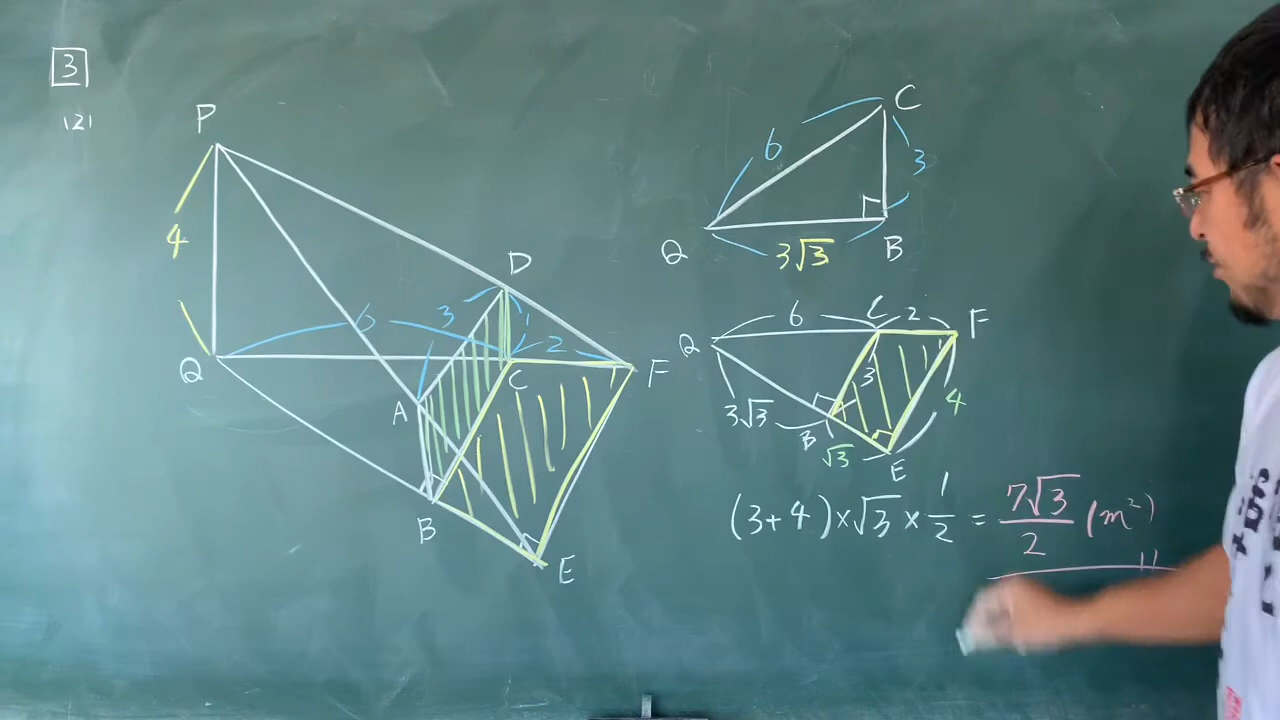 3
(2)
P
4
Q
6
3
D
1
C
2
F
A
B
E
C
6
3
Q
3√3
B
Q
6
C
2
F
3√3
3
4
B
√3
E
(3+4)×√3×1/2=7√3/2(m²)